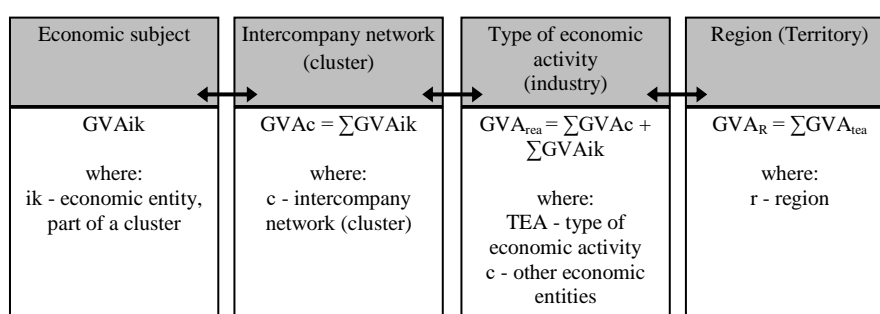 Economic subject
Intercompany network
(cluster)
Type of economic
activity
(industry)
Region (Territory)
GVAik
where:
ik - economic entity,
part of a cluster
GVAc = ∑GVAik
where:
c - intercompany
network (cluster)
GVArea = ∑GVAc +
∑GVAik
where:
TEA - type of
economic activity
c - other economic
entities
GVAR = ∑GVAtea
where:
r - region